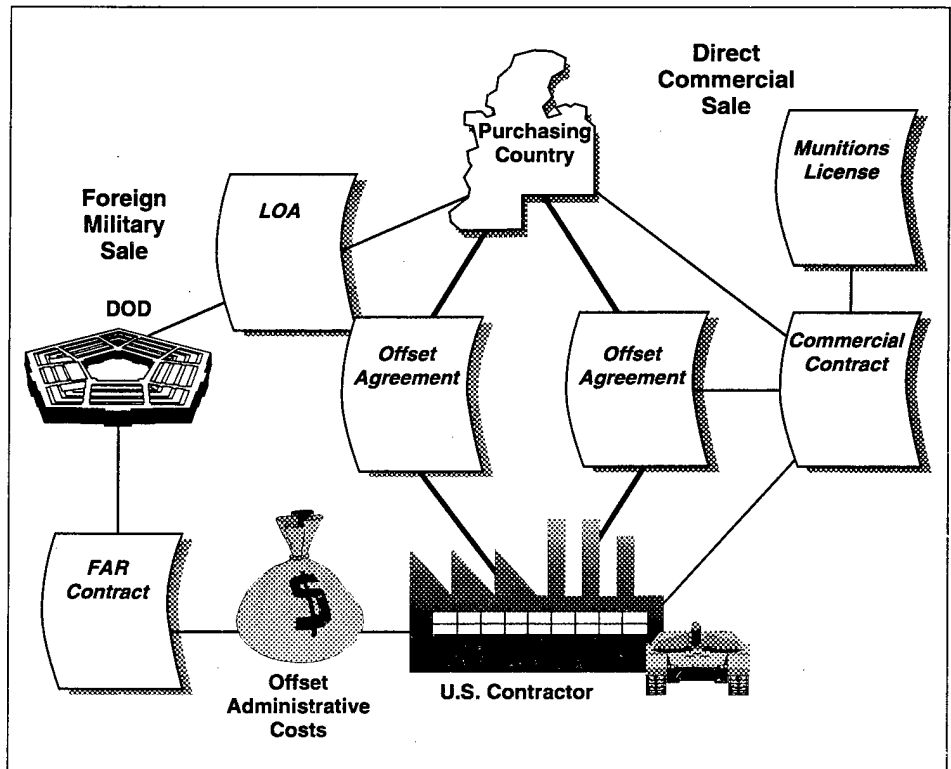 Direct
Commercial
Sale
Purchasing
Country
Munitions
License
Foreign
Military
Sale
LOA
DOD
Offset
Agreement
Offset
Agreement
Commercial
Contract
FAR
Contract
$
Offset
Administrative
Costs
U.S. Contractor